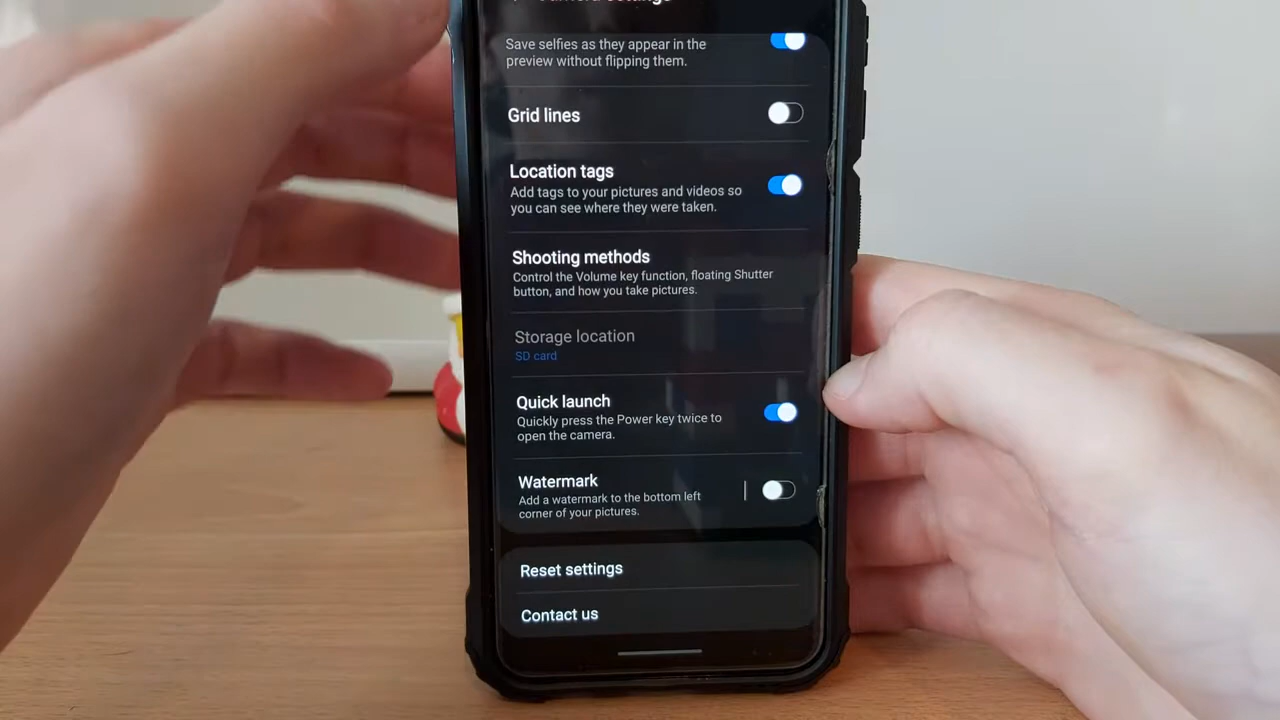 Camera settings
Save selfies as they appear in the
preview without flipping them.
Grid lines
Location tags
Add tags to your pictures and videos so
you can see where they were taken.
Shooting methods
Control the Volume key function, floating Shutter
button, and how you take pictures.
Storage location
SD card
Quick launch
Quickly press the Power key twice to
open the camera.
Watermark
Add a watermark to the bottom left
corner of your pictures.
Reset settings
Contact us